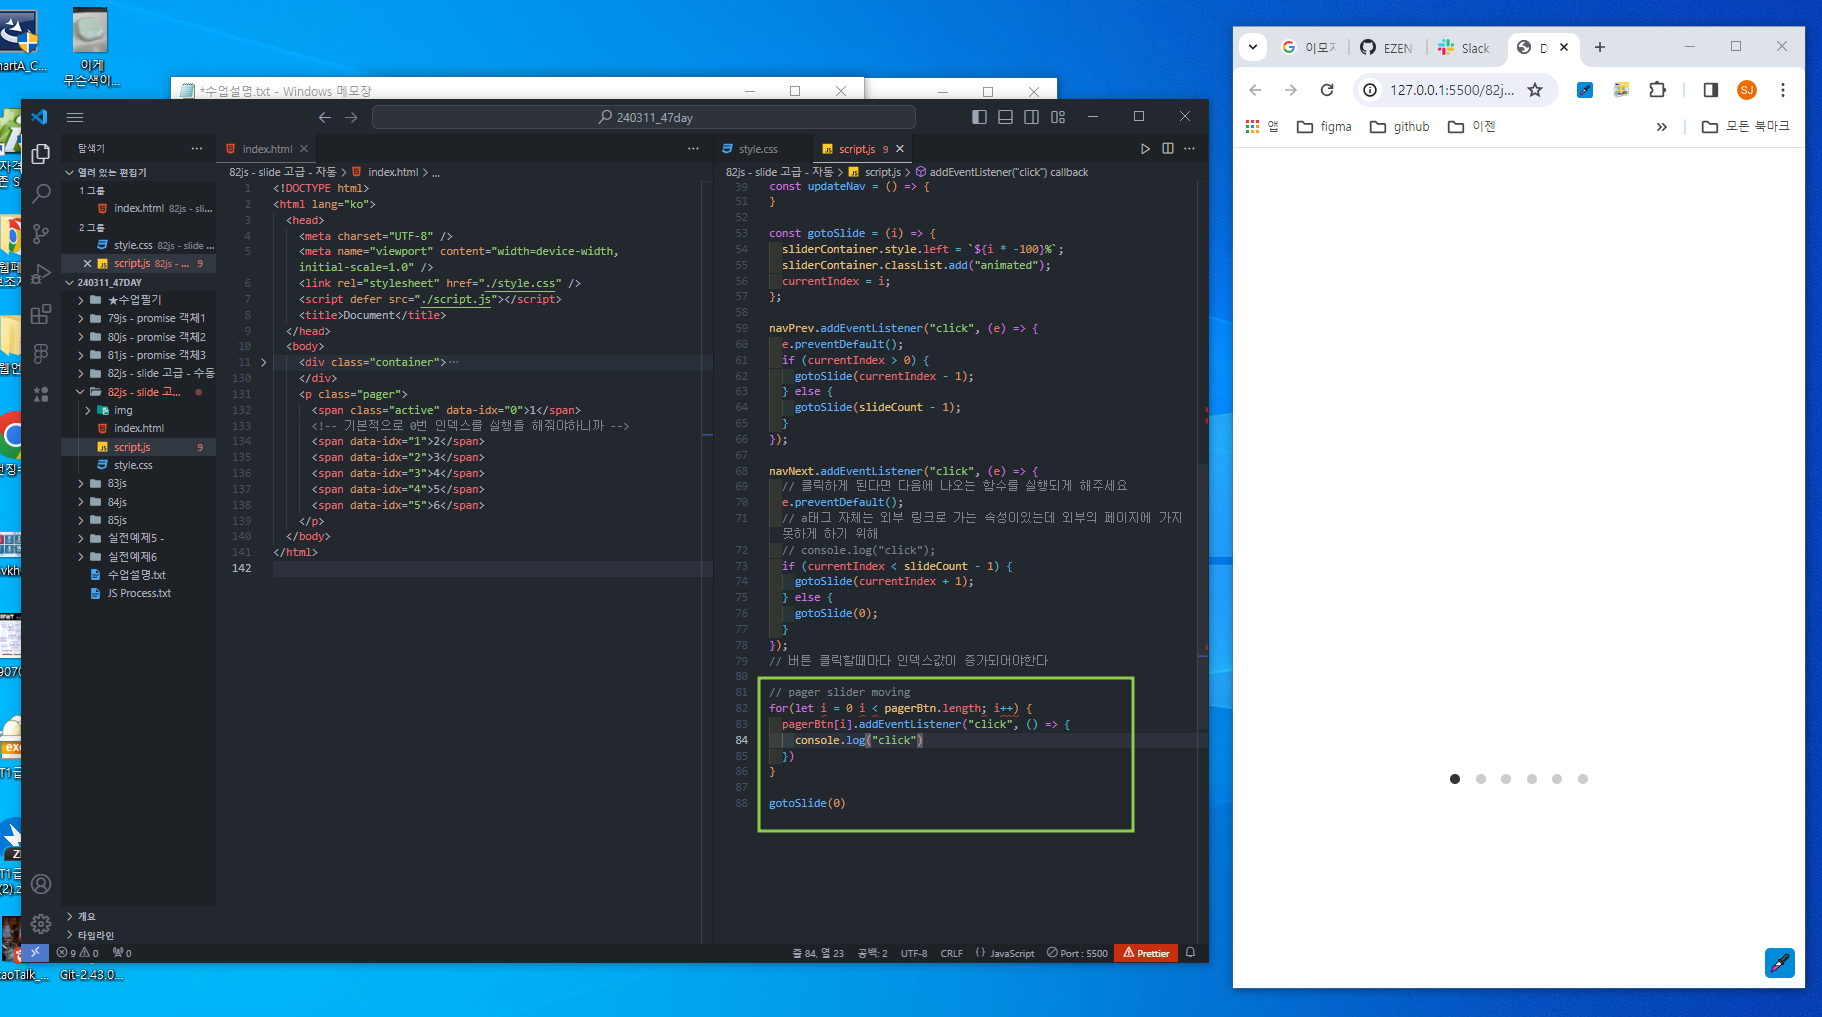 이게
무슨색이...
*수업설명.txt - Windows 메모장
240311_47day
탐색기
열려 있는 편집기
1 그룹
index.html 82js - sli...
2 그룹
style.css 82js - slide ...
script.js 82js - ... 9
240311_47DAY
★수업필기
79js - promise 객체1
80js - promise 객체2
81js - promise 객체3
82js - slide 고급 - 수동
82js - slide 고...
img
index.html
script.js 9
style.css
83js
84js
85js
실전예제5 -
실전예제6
수업설명.txt
JS Process.txt
개요
타임라인
index.html
82js - slide 고급 - 자동 > index.html > ...
1 <!DOCTYPE html>
2 <html lang="ko">
3 <head>
4 <meta charset="UTF-8" />
5 <meta name="viewport" content="width=device-width,
initial-scale=1.0" />
6 <link rel="stylesheet" href="./style.css" />
7 <script defer src="./script.js"></script>
8 <title>Document</title>
9 </head>
10 <body>
11 <div class="container">…
130 </div>
131 <p class="pager">
132 <span class="active" data-idx="0">1</span>
133 <!-- 기본적으로 0번 인덱스를 실행을 해줘야하니까 -->
134 <span data-idx="1">2</span>
135 <span data-idx="2">3</span>
136 <span data-idx="3">4</span>
137 <span data-idx="4">5</span>
138 <span data-idx="5">6</span>
139 </p>
140 </body>
141 </html>
142
style.css
script.js 9
82js - slide 고급 - 자동 > script.js > addEventListener("click") callback
39 const updateNav = () => {
51 }
52
53 const gotoSlide = (i) => {
54 sliderContainer.style.left = `${i * -100}%`;
55 sliderContainer.classList.add("animated");
56 currentIndex = i;
57 };
58
59 navPrev.addEventListener("click", (e) => {
60 e.preventDefault();
61 if (currentIndex > 0) {
62 gotoSlide(currentIndex - 1);
63 } else {
64 gotoSlide(slideCount - 1);
65 }
66 });
67
68 navNext.addEventListener("click", (e) => {
69 // 클릭하게 된다면 다음에 나오는 함수를 실행되게 해주세요
70 e.preventDefault();
71 // a태그 자체는 외부 링크로 가는 속성이있는데 외부의 페이지에 가지
못하게 하기 위해
72 // console.log("click");
73 if (currentIndex < slideCount - 1) {
74 gotoSlide(currentIndex + 1);
75 } else {
76 gotoSlide(0);
77 }
78 });
79 // 버튼 클릭할때마다 인덱스값이 증가되어야한다
80
81 // pager slider moving
82 for(let i = 0 i < pagerBtn.length; i++) {
83 pagerBtn[i].addEventListener("click", () => {
84 console.log("click")
85 })
86 }
87
88 gotoSlide(0)
9 0 0
줄 84, 열 23 공백: 2 UTF-8 CRLF {} JavaScript Port : 5500 Prettier
Git-2.43.0...
EZEN
Slack
D
127.0.0.1:5500/82j...
SJ
앱 figma github 이젠 » 모든 북마크